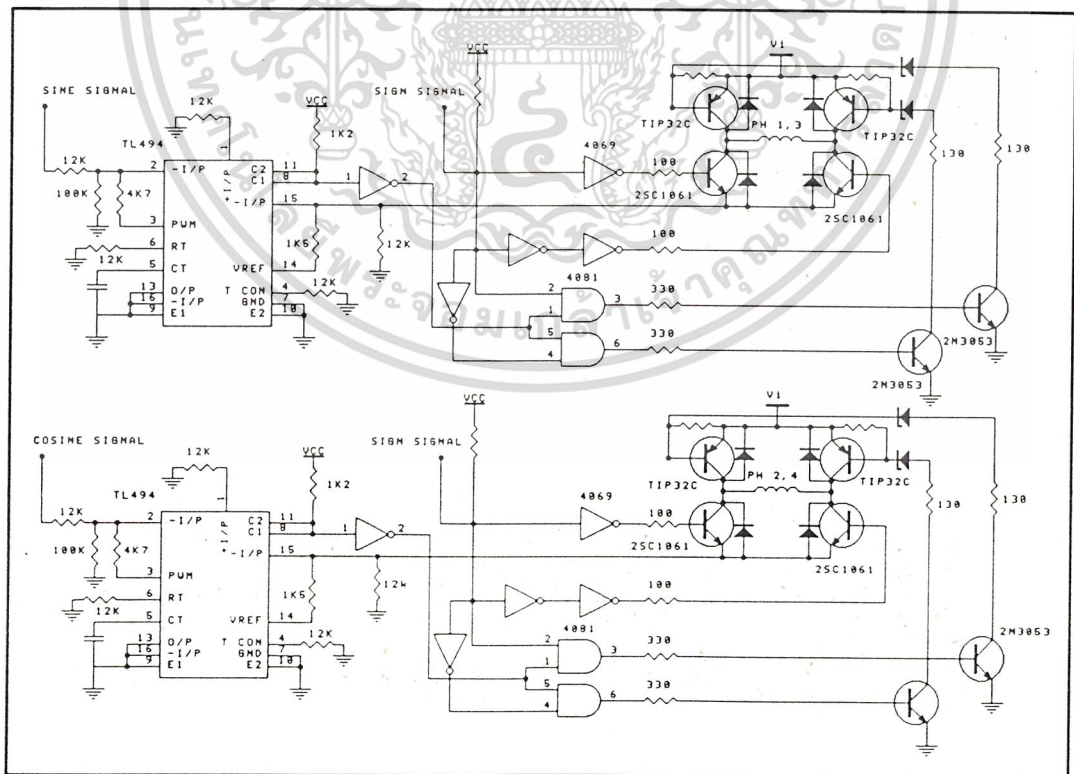 VCC
V1
SINE SIGNAL
12K
SIGN SIGNAL
VCC
TL494
1
1K2
TIP32C
PH 1,3
TIP32C
12K
2 -I/P
C2 11
C1 8
+I/P
-I/P 15
1 2
4069
100
2SC1061
2SC1061
130
130
100K
4K7
3 PWM
6 RT
12K
5 CT
1K5
12K
VREF 14
100
13 O/P
16 -I/P
9 E1
T CON 4
12K
GND 7
E2 10
4081
2
1
3
330
5
4
6
330
2N3053
2N3053
VCC
V1
COSINE SIGNAL
12K
SIGN SIGNAL
VCC
TL494
1
1K2
TIP32C
PH 2,4
TIP32C
12K
2 -I/P
C2 11
C1 8
+I/P
-I/P 15
1 2
4069
100
2SC1061
2SC1061
130
130
100K
4K7
3 PWM
6 RT
12K
5 CT
1K5
12K
VREF 14
100
13 O/P
16 -I/P
9 E1
T CON 4
12K
GND 7
E2 10
4081
2
1
3
330
5
4
6
330
2N3053